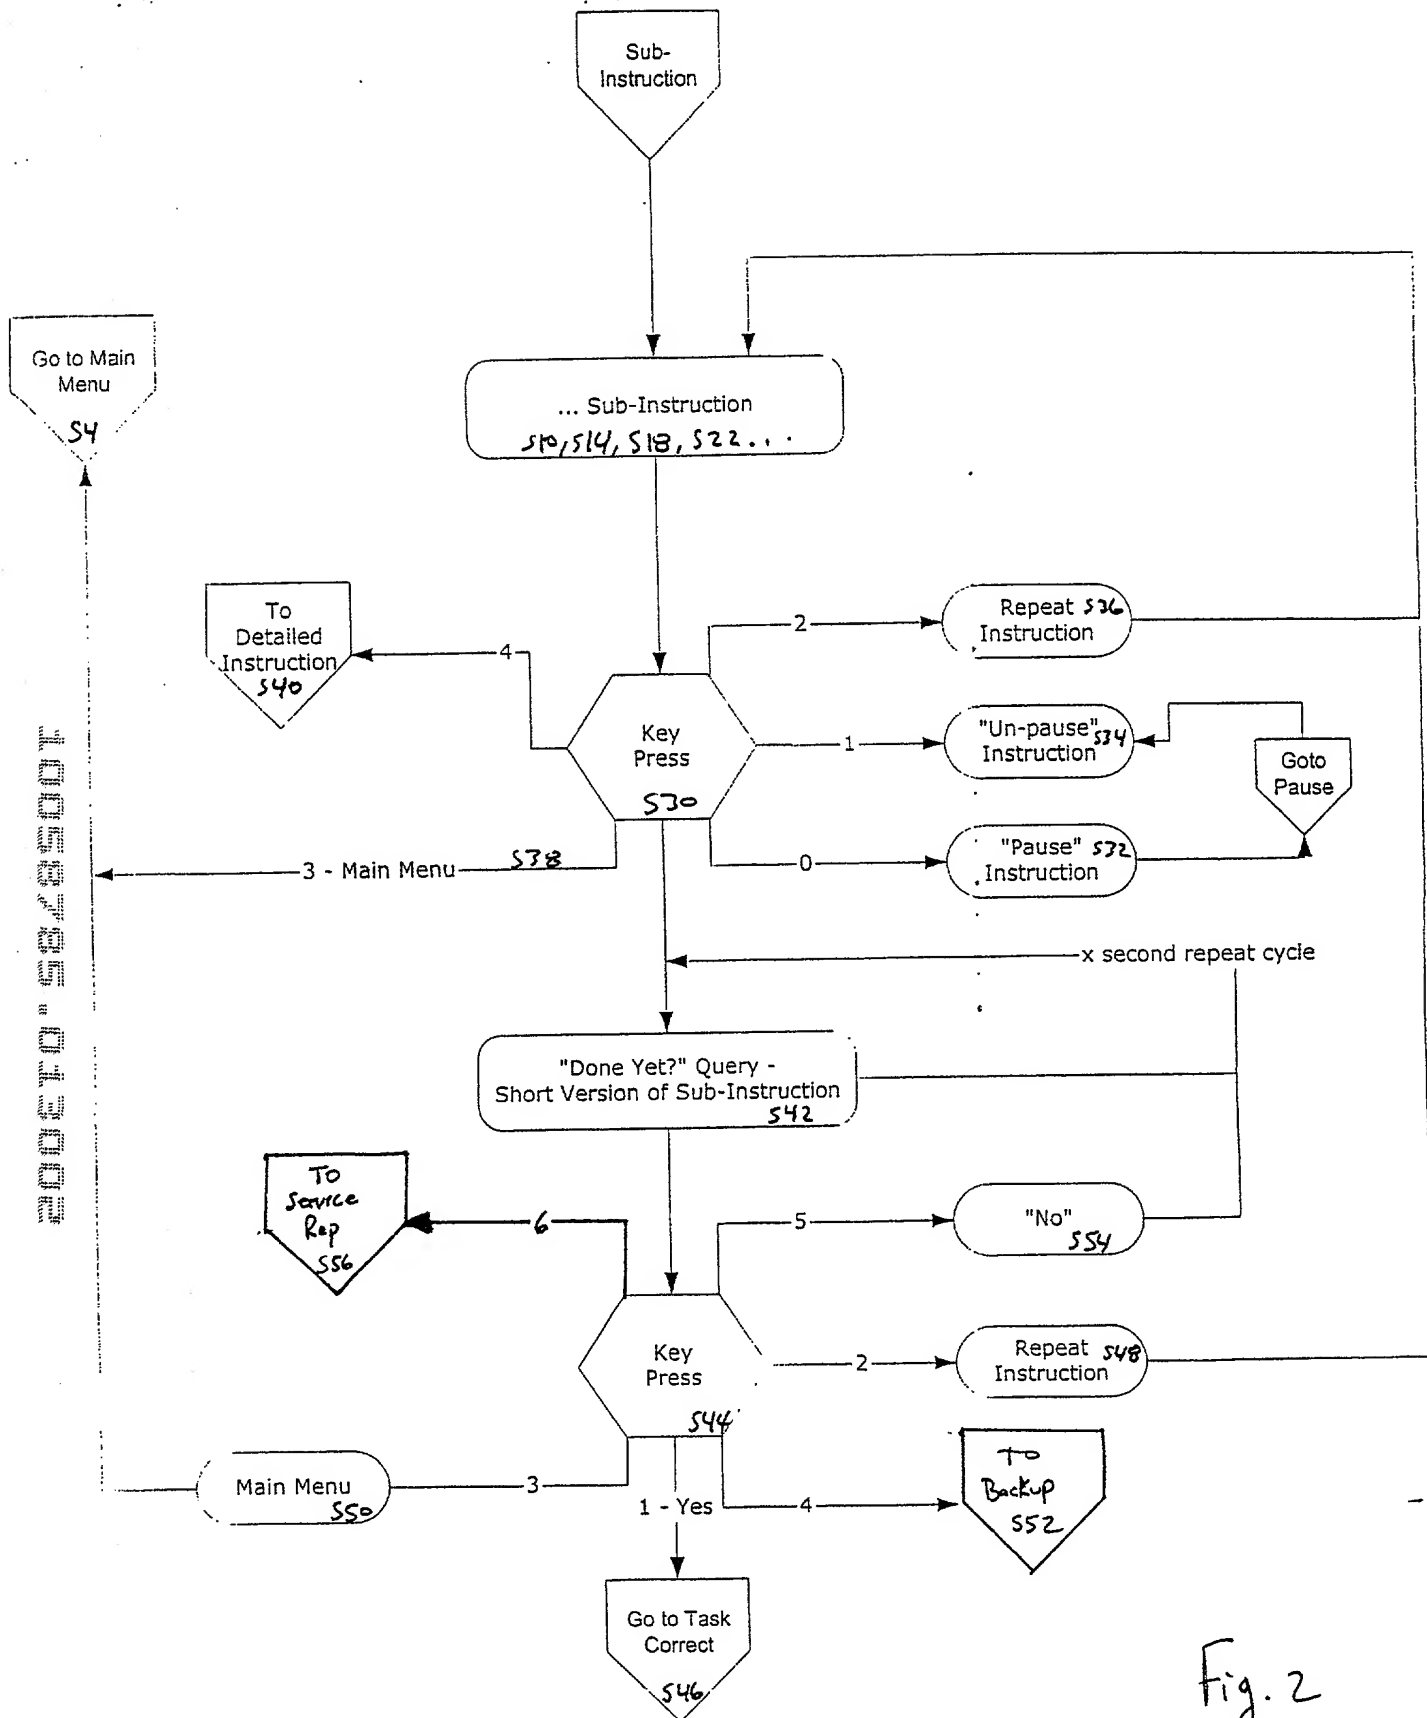 Sub-
Instruction
Go to Main
Menu
S4
... Sub-Instruction
S10, S14, S18, S22...
To
Detailed
Instruction
S40
4
2
Repeat S36
Instruction
Key
Press
S30
1
"Un-pause" S34
Instruction
Goto
Pause
0
"Pause" S32
Instruction
3 - Main Menu
S38
x second repeat cycle
"Done Yet?" Query -
Short Version of Sub-Instruction
S42
To
Service
Rep
S56
6
5
"No"
S54
Key
Press
S44
2
Repeat S48
Instruction
Main Menu
S50
3
1 - Yes
4
To
Backup
S52
Go to Task
Correct
S46
10058785.013002
Fig. 2